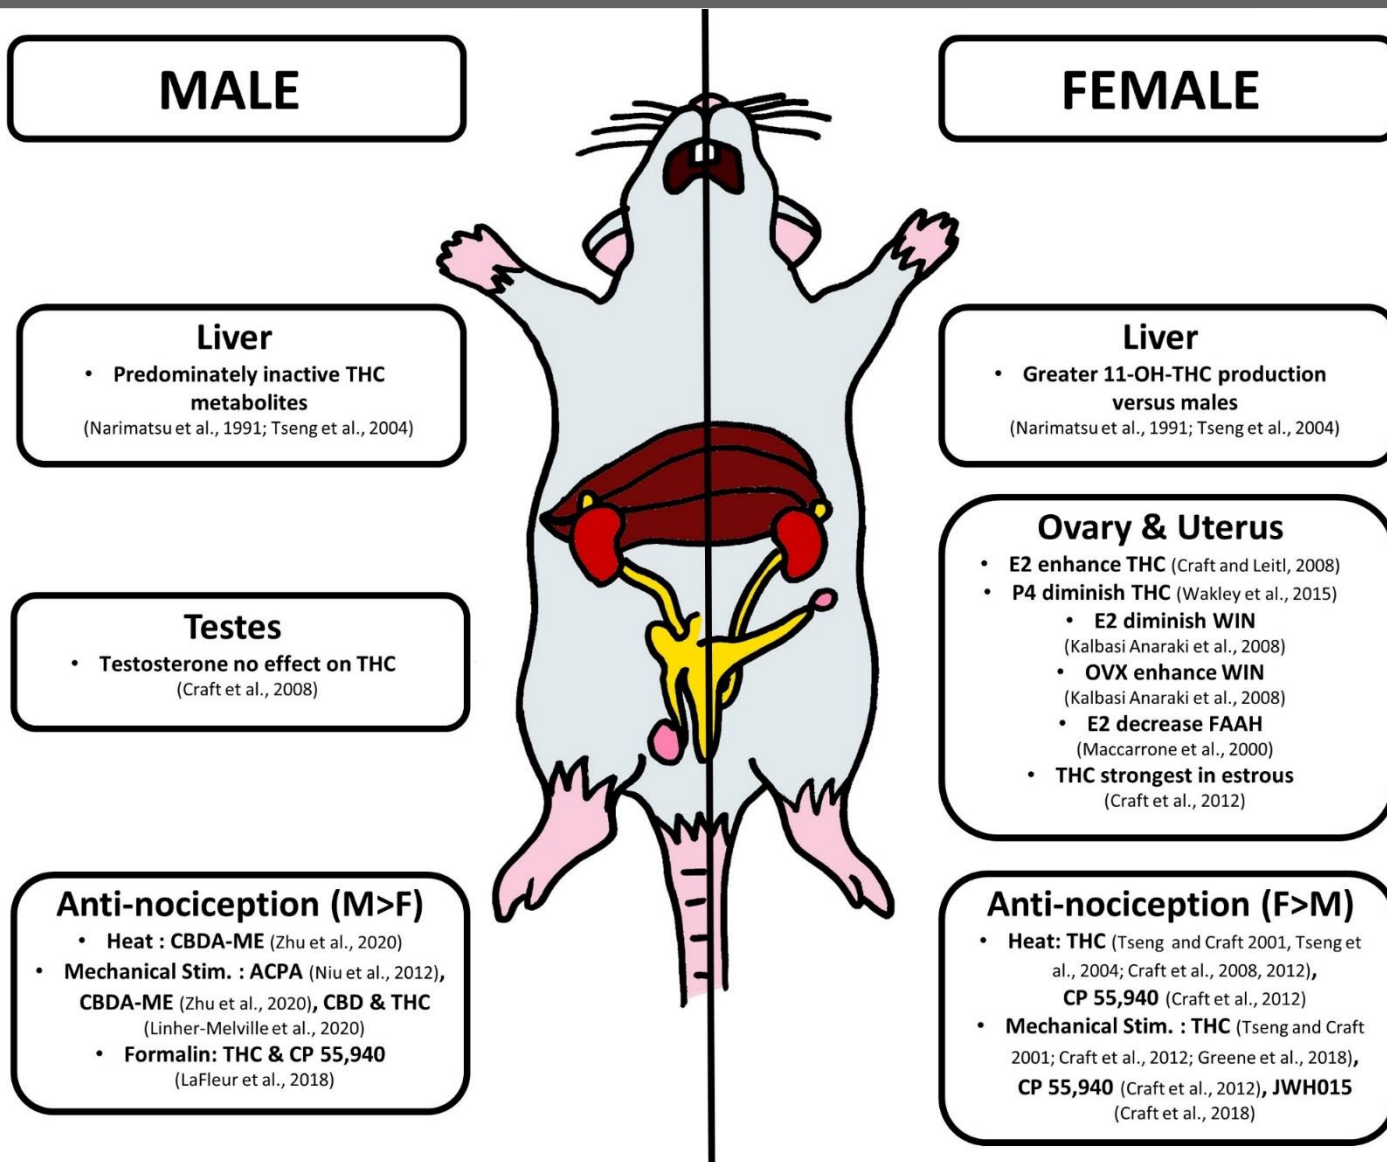 MALE
Liver
• Predominately inactive THC
metabolites
(Narimatsu et al., 1991; Tseng et al., 2004)
Testes
• Testosterone no effect on THC
(Craft et al., 2008)
Anti-nociception (M>F)
• Heat : CBDA-ME (Zhu et al., 2020)
• Mechanical Stim. : ACPA (Niu et al., 2012),
CBDA-ME (Zhu et al., 2020), CBD & THC
(Linher-Melville et al., 2020)
• Formalin: THC & CP 55,940
(LaFleur et al., 2018)
FEMALE
Liver
• Greater 11-OH-THC production
versus males
(Narimatsu et al., 1991; Tseng et al., 2004)
Ovary & Uterus
• E2 enhance THC (Craft and Leitl, 2008)
• P4 diminish THC (Wakley et al., 2015)
• E2 diminish WIN
(Kalbasi Anaraki et al., 2008)
• OVX enhance WIN
(Kalbasi Anaraki et al., 2008)
• E2 decrease FAAH
(Maccarrone et al., 2000)
• THC strongest in estrous
(Craft et al., 2012)
Anti-nociception (F>M)
• Heat: THC (Tseng and Craft 2001, Tseng et
al., 2004; Craft et al., 2008, 2012),
CP 55,940 (Craft et al., 2012)
• Mechanical Stim. : THC (Tseng and Craft
2001; Craft et al., 2012; Greene et al., 2018),
CP 55,940 (Craft et al., 2012), JWH015
(Craft et al., 2018)